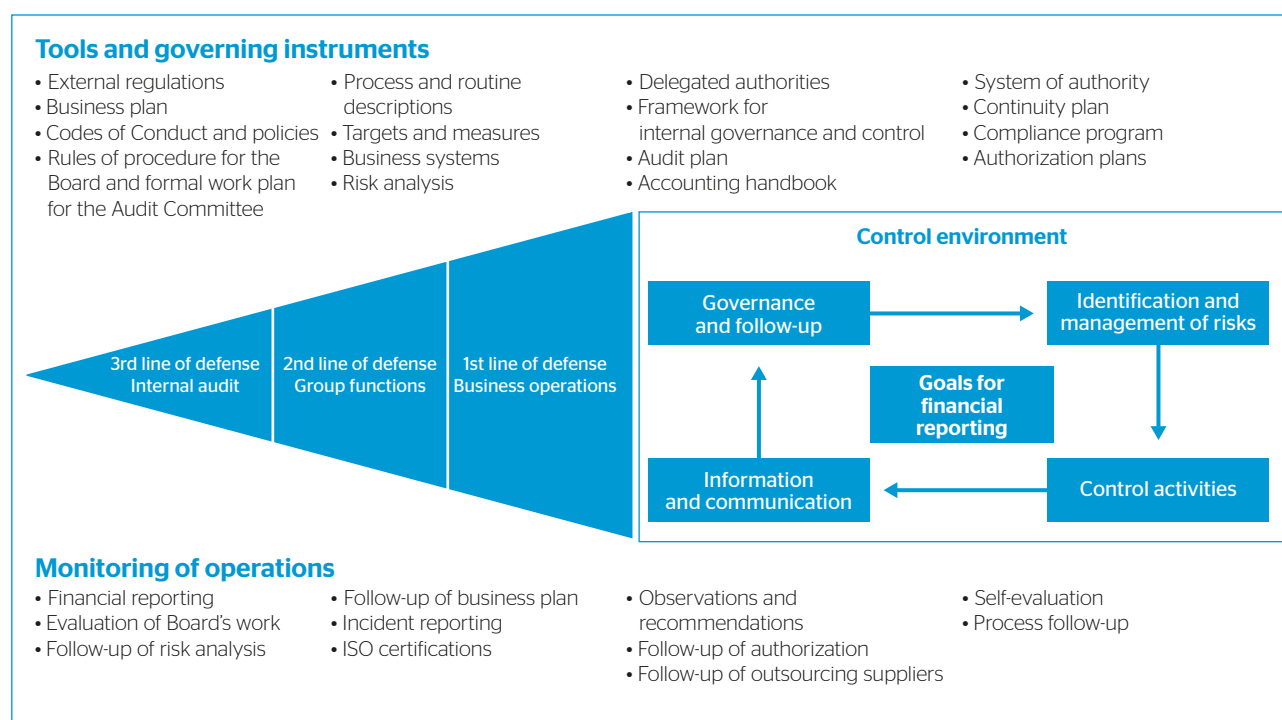 Tools and governing instruments
• External regulations
• Business plan
• Codes of Conduct and policies
• Rules of procedure for the
Board and formal work plan
for the Audit Committee
• Process and routine
descriptions
• Targets and measures
• Business systems
• Risk analysis
• Delegated authorities
• Framework for
internal governance and control
• Audit plan
• Accounting handbook
• System of authority
• Continuity plan
• Compliance program
• Authorization plans
3rd line of defense
Internal audit
2nd line of defense
Group functions
1st line of defense
Business operations
Control environment
Governance
and follow-up
Identification and
management of risks
Goals for
financial
reporting
Information
and communication
Control activities
Monitoring of operations
• Financial reporting
• Evaluation of Board's work
• Follow-up of risk analysis
• Follow-up of business plan
• Incident reporting
• ISO certifications
• Observations and
recommendations
• Follow-up of authorization
• Follow-up of outsourcing suppliers
• Self-evaluation
• Process follow-up